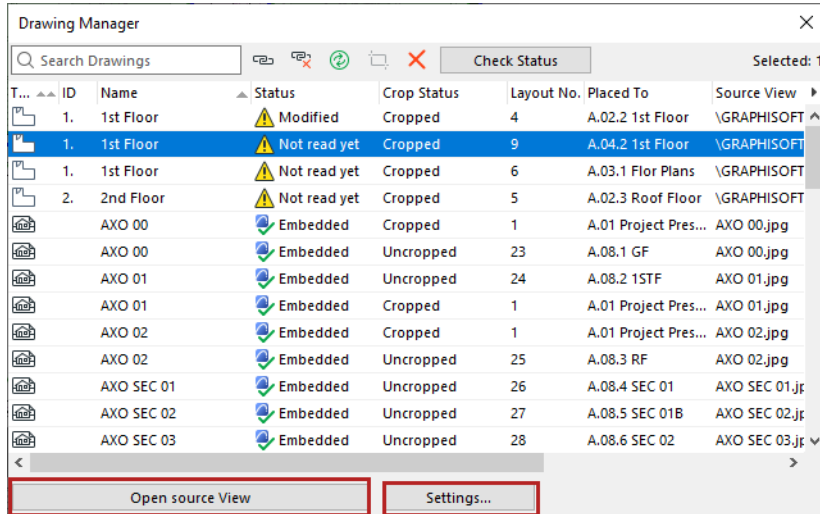 Drawing Manager
Search Drawings Check Status Selected: 1
T... ID Name Status Crop Status Layout No. Placed To Source View
1. 1st Floor Modified Cropped 4 A.02.2 1st Floor \GRAPHISOFT
1. 1st Floor Not read yet Cropped 9 A.04.2 1st Floor \GRAPHISOFT
1. 1st Floor Not read yet Cropped 6 A.03.1 Flor Plans \GRAPHISOFT
2. 2nd Floor Not read yet Cropped 5 A.02.3 Roof Floor \GRAPHISOFT
AXO 00 Embedded Cropped 1 A.01 Project Pres... AXO 00.jpg
AXO 00 Embedded Uncropped 23 A.08.1 GF AXO 00.jpg
AXO 01 Embedded Uncropped 24 A.08.2 1STF AXO 01.jpg
AXO 01 Embedded Cropped 1 A.01 Project Pres... AXO 01.jpg
AXO 02 Embedded Cropped 1 A.01 Project Pres... AXO 02.jpg
AXO 02 Embedded Uncropped 25 A.08.3 RF AXO 02.jpg
AXO SEC 01 Embedded Uncropped 26 A.08.4 SEC 01 AXO SEC 01.jp
AXO SEC 02 Embedded Uncropped 27 A.08.5 SEC 01B AXO SEC 02.jp
AXO SEC 03 Embedded Uncropped 28 A.08.6 SEC 02 AXO SEC 03.jp
Open source View Settings...